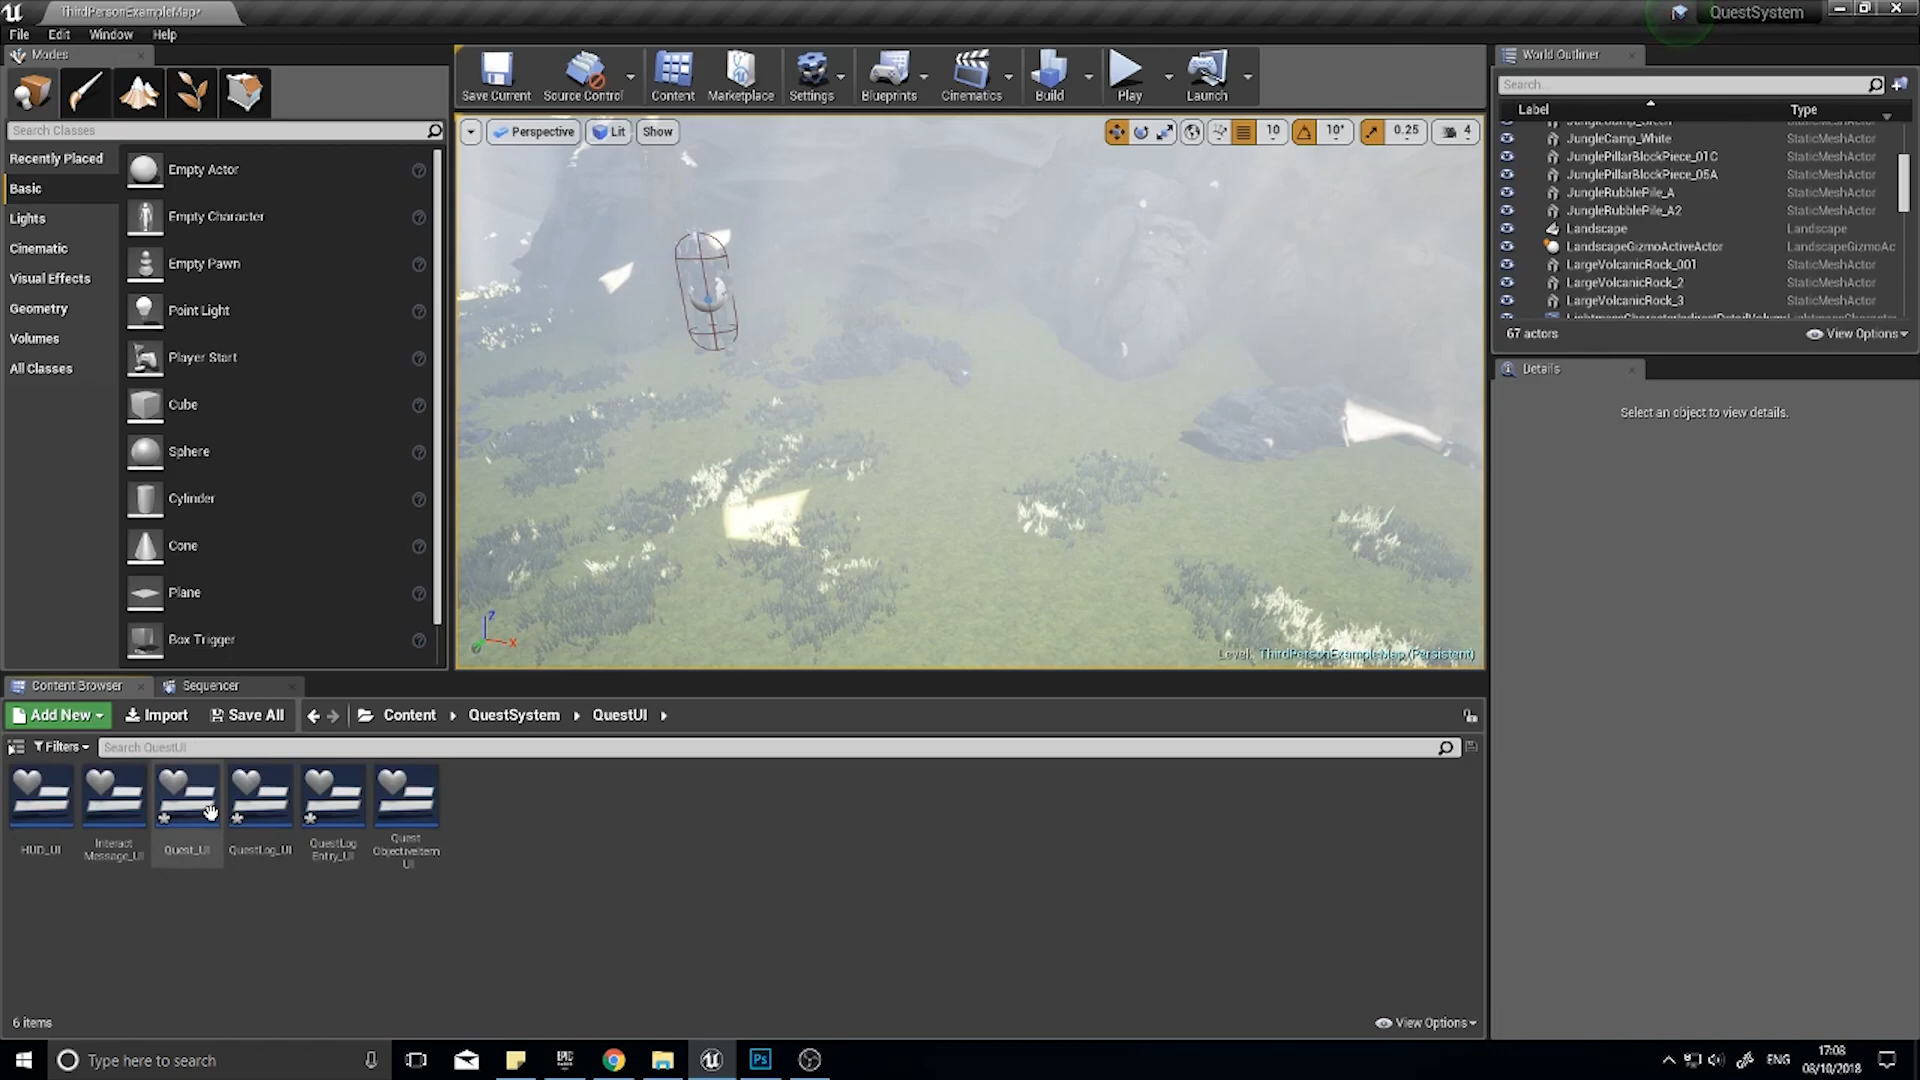 ThirdPersonExampleMap*
QuestSystem
File Edit Window Help
Modes
Search Classes
Recently Placed
Basic
Lights
Cinematic
Visual Effects
Geometry
Volumes
All Classes
Empty Actor
Empty Character
Empty Pawn
Point Light
Player Start
Cube
Sphere
Cylinder
Cone
Plane
Box Trigger
Save Current Source Control Content Marketplace Settings Blueprints Cinematics Build Play Launch
Perspective Lit Show
10 10° 0.25 4
Z
X
Level: ThirdPersonExampleMap (Persistent)
World Outliner
Search...
Label Type
JungleCamp_Green StaticMeshActor
JungleCamp_White StaticMeshActor
JunglePillarBlockPiece_01C StaticMeshActor
JunglePillarBlockPiece_05A StaticMeshActor
JungleRubblePile_A StaticMeshActor
JungleRubblePile_A2 StaticMeshActor
Landscape Landscape
LandscapeGizmoActiveActor LandscapeGizmoAc
LargeVolcanicRock_001 StaticMeshActor
LargeVolcanicRock_2 StaticMeshActor
LargeVolcanicRock_3 StaticMeshActor
67 actors View Options
Details
Select an object to view details.
Content Browser Sequencer
Add New Import Save All Content QuestSystem QuestUI
Filters Search QuestUI
HUD_UI
Interact
Message_UI
Quest_UI
QuestLog_UI
QuestLog
Entry_UI
Quest
ObjectiveItem
UI
6 items View Options
Type here to search
EPIC
Ps
ENG
17:08
08/10/2018